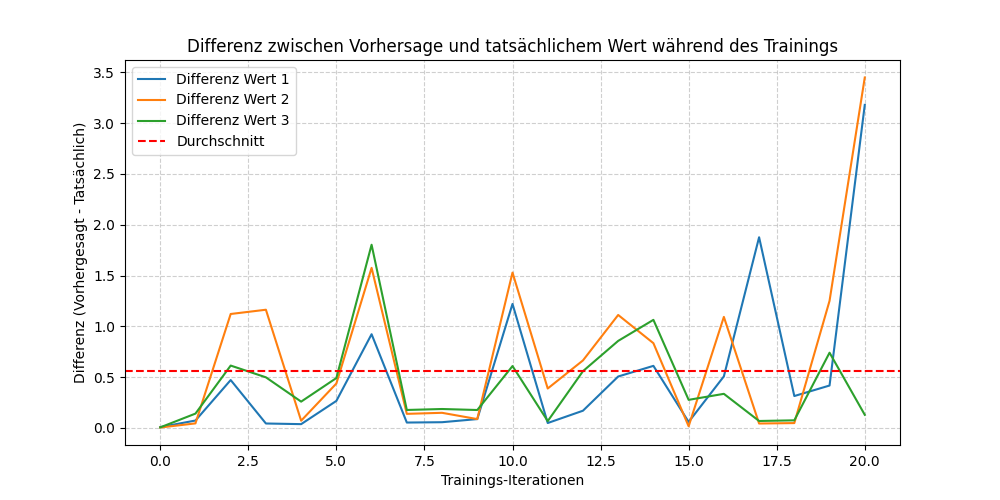 Differenz zwischen Vorhersage und tatsächlichem Wert während des Trainings
Differenz (Vorhergesagt - Tatsächlich)
3.5
3.0
2.5
2.0
1.5
1.0
0.5
0.0
Differenz Wert 1
Differenz Wert 2
Differenz Wert 3
Durchschnitt
0.0 2.5 5.0 7.5 10.0 12.5 15.0 17.5 20.0
Trainings-Iterationen